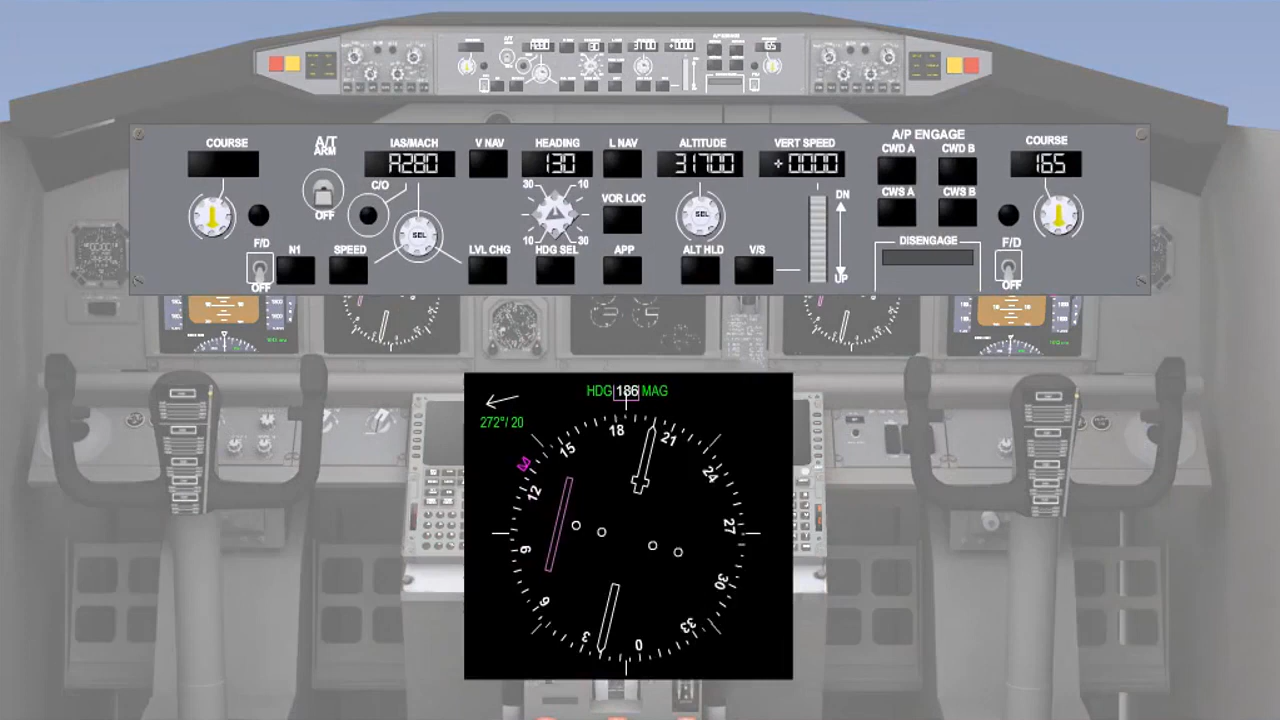 COURSE
A/T
ARM
OFF
IAS/MACH
A280
C/O
SEL
V NAV
HEADING
130
30 10
10 30
L NAV
VOR LOC
ALTITUDE
31700
SEL
VERT SPEED
+0000
DN
UP
A/P ENGAGE
CWD A CWD B
CWS A CWS B
DISENGAGE
COURSE
165
F/D
OFF
N1
SPEED
LVL CHG
HDG SEL
APP
ALT HLD
V/S
F/D
OFF
HDG 186 MAG
272°/ 20
18
21
24
27
30
33
0
3
6
9
12
15